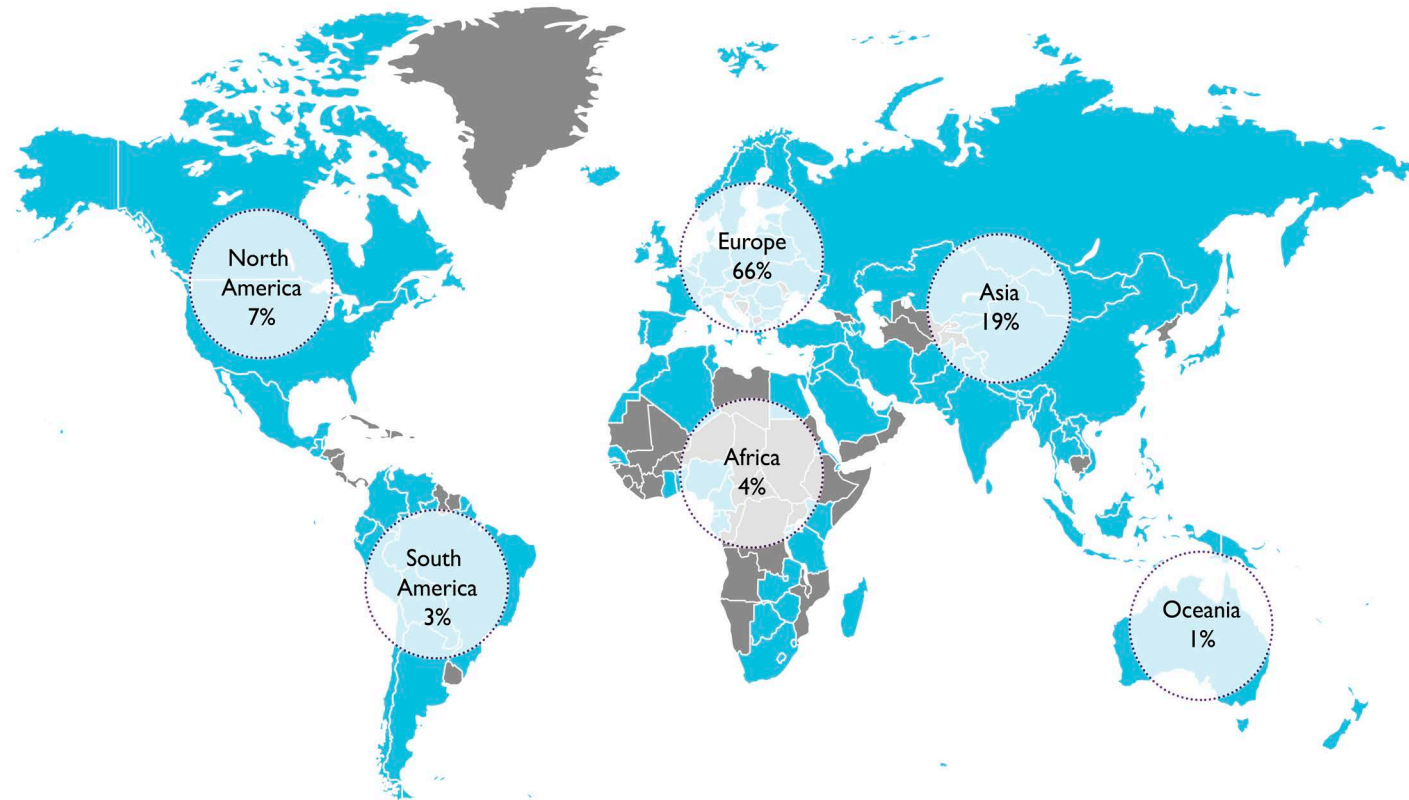 North
America
7%
Europe
66%
Asia
19%
Africa
4%
South
America
3%
Oceania
1%